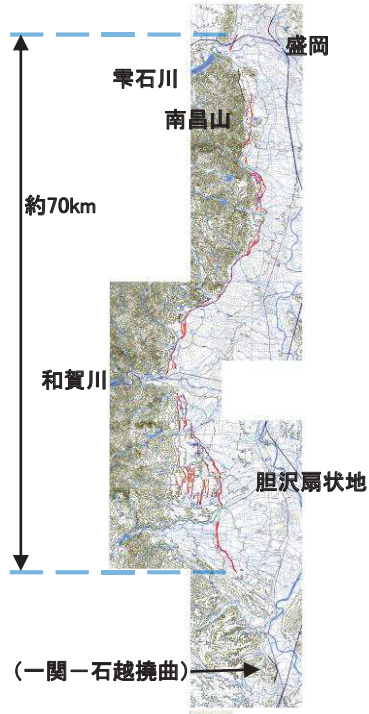 盛岡
雫石川
南昌山
約70km
和賀川
胆沢扇状地
(一関－石越撓曲)